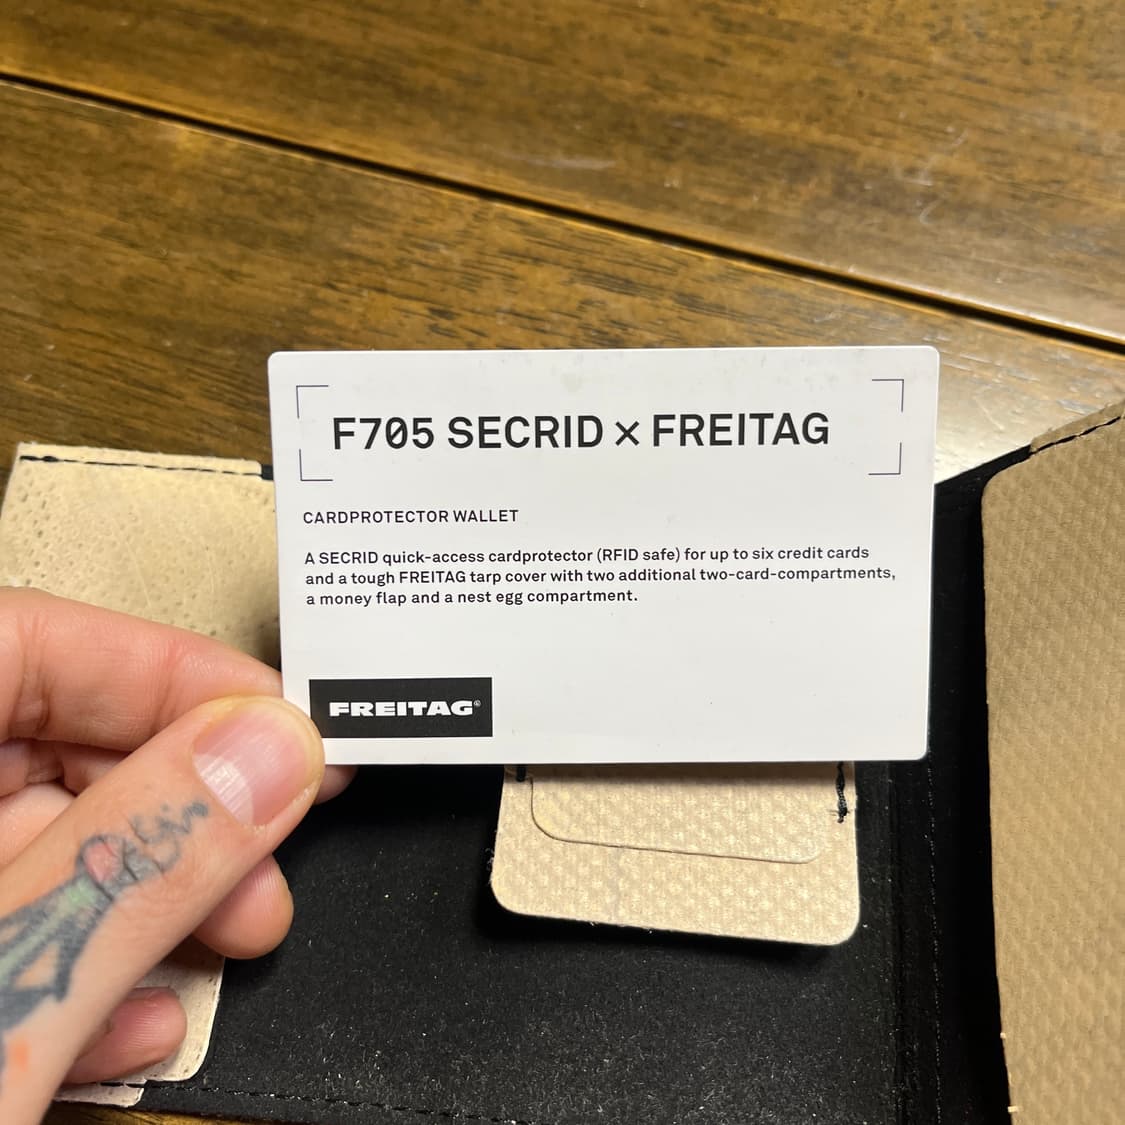 F705 SECRID × FREITAG
CARDPROTECTOR WALLET
A SECRID quick-access cardprotector (RFID safe) for up to six credit cards
and a tough FREITAG tarp cover with two additional two-card-compartments,
a money flap and a nest egg compartment.
FREITAG®